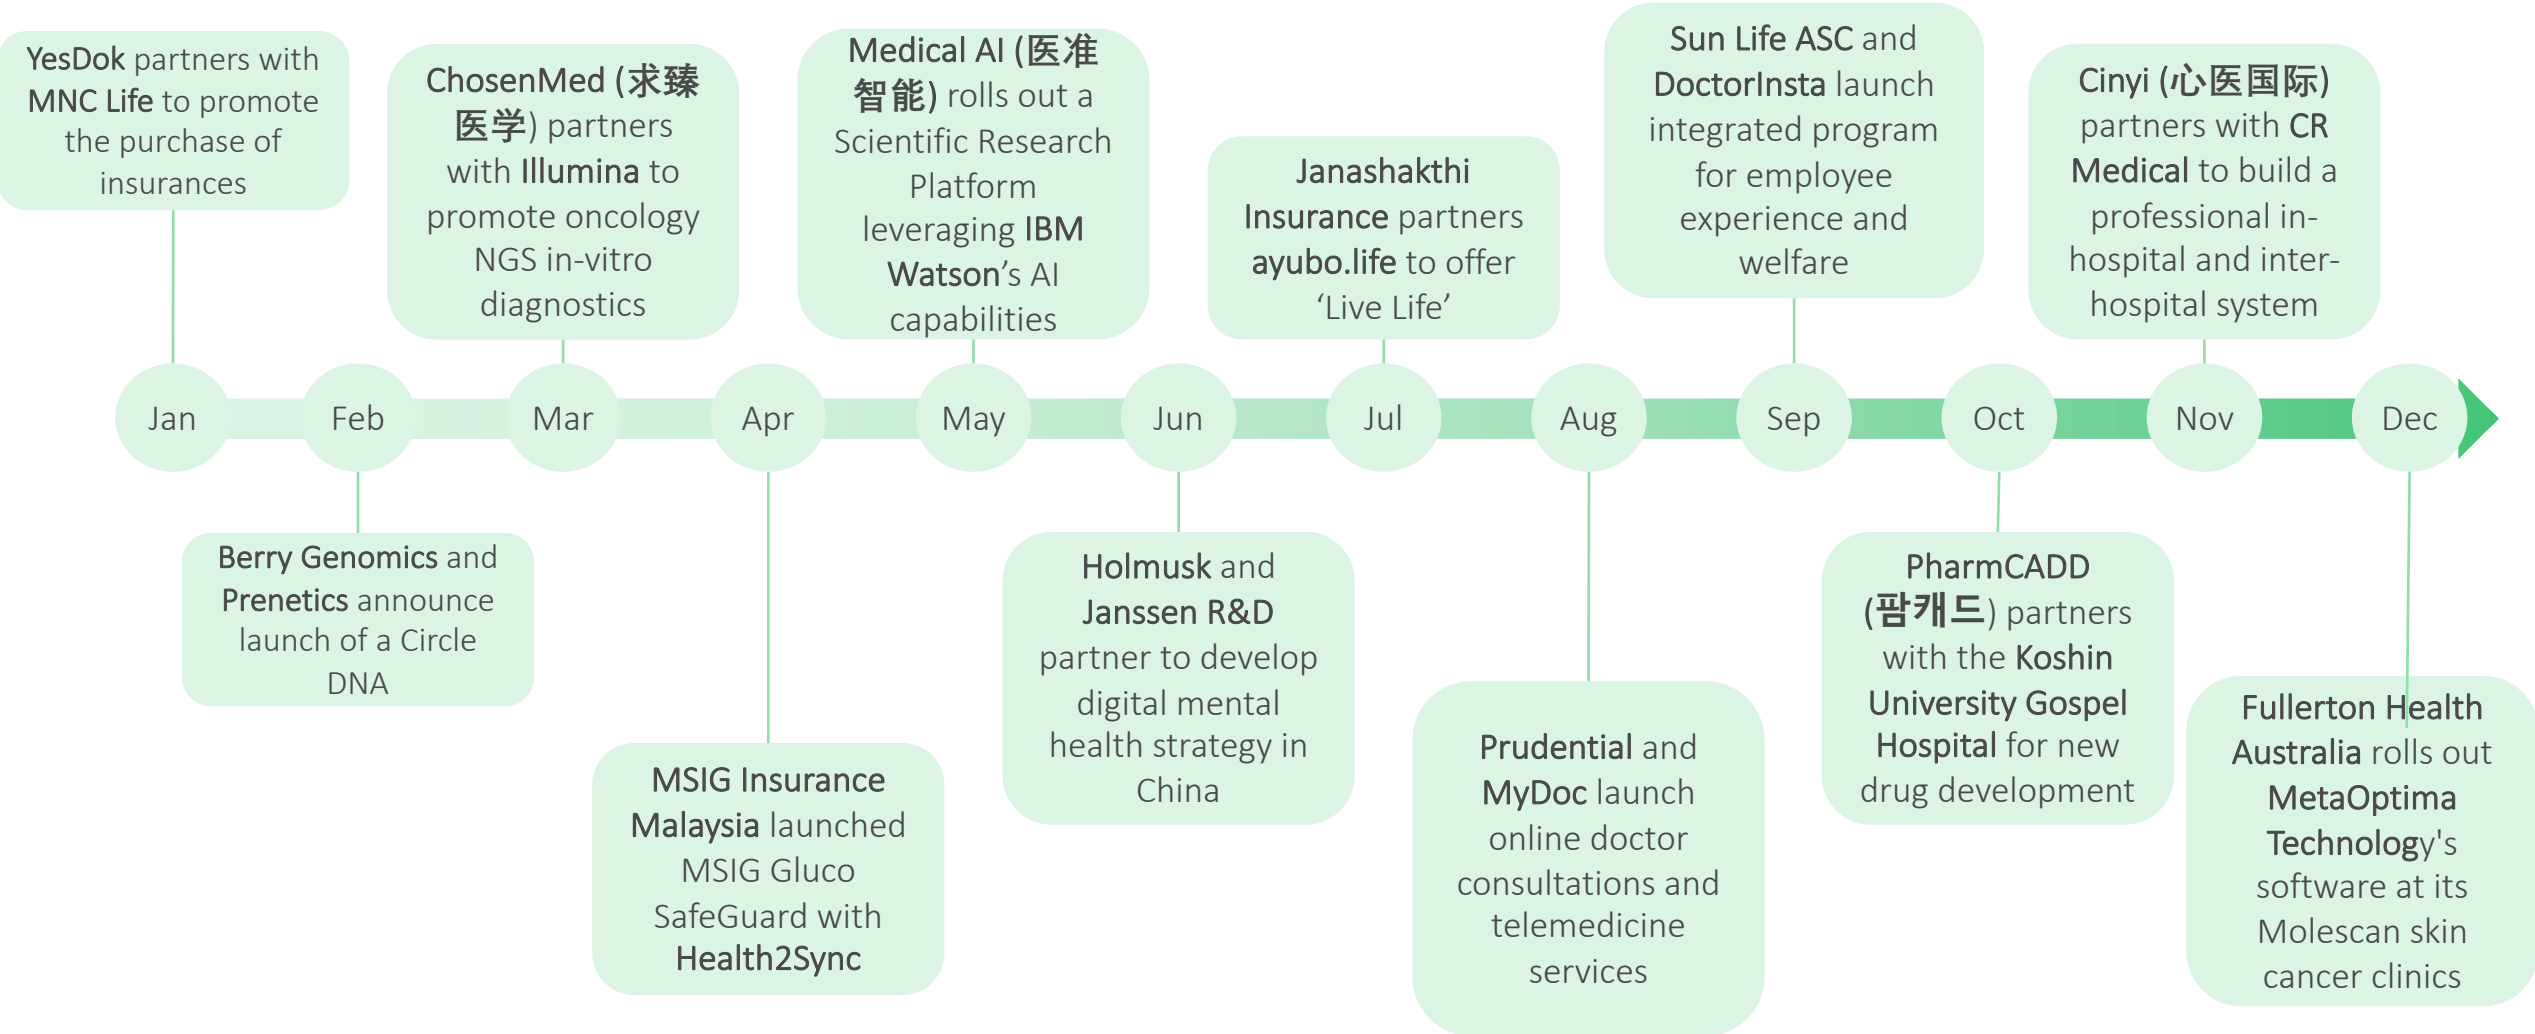 YesDok partners with
MNC Life to promote
the purchase of
insurances
ChosenMed (求臻
医学) partners
with Illumina to
promote oncology
NGS in-vitro
diagnostics
Medical AI (医准
智能) rolls out a
Scientific Research
Platform
leveraging IBM
Watson’s AI
capabilities
Janashakthi
Insurance partners
ayubo.life to offer
‘Live Life’
Sun Life ASC and
DoctorInsta launch
integrated program
for employee
experience and
welfare
Cinyi (心医国际)
partners with CR
Medical to build a
professional in-
hospital and inter-
hospital system
Jan
Feb
Mar
Apr
May
Jun
Jul
Aug
Sep
Oct
Nov
Dec
Berry Genomics and
Prenetics announce
launch of a Circle
DNA
MSIG Insurance
Malaysia launched
MSIG Gluco
SafeGuard with
Health2Sync
Holmusk and
Janssen R&D
partner to develop
digital mental
health strategy in
China
Prudential and
MyDoc launch
online doctor
consultations and
telemedicine
services
PharmCADD
(팜캐드) partners
with the Koshin
University Gospel
Hospital for new
drug development
Fullerton Health
Australia rolls out
MetaOptima
Technology's
software at its
Molescan skin
cancer clinics